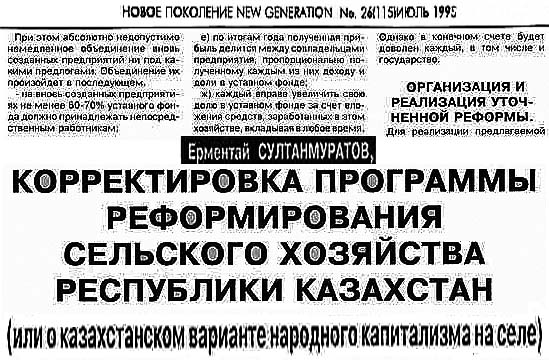 НОВОЕ ПОКОЛЕНИЕ NEW GENERATION No. 26(115)ИЮЛЬ 1995
При этом абсолютно недопустимо
немедленное объединение вновь
созданных предприятий ни под ка-
кими предлогами. Объединение их
произойдет в последующем.
- на вновь созданных предприяти-
ях не менее 60-70% уставного фон-
да должно принадлежать непосред-
ственным работникам;
е) по итогам года полученная при-
быль делится между совладельцами
предприятия, пропорционально по-
лученному каждым из них доходу и
доли в уставном фонде;
ж) каждый вправе увеличить свою
долю в уставном фонде за счет вло-
жения средств, заработанных в этом
хозяйстве, вкладывая в любое время,
Однако в конечном счете будет
доволен каждый, в том числе и
государство.
ОРГАНИЗАЦИЯ И
РЕАЛИЗАЦИЯ УТОЧ-
НЕННОЙ РЕФОРМЫ.
Для реализации предлагаемой
Ерментай СУЛТАНМУРАТОВ,
КОРРЕКТИРОВКА ПРОГРАММЫ
РЕФОРМИРОВАНИЯ
СЕЛЬСКОГО ХОЗЯЙСТВА
РЕСПУБЛИКИ КАЗАХСТАН
(или о казахстанском варианте народного капитализма на селе)